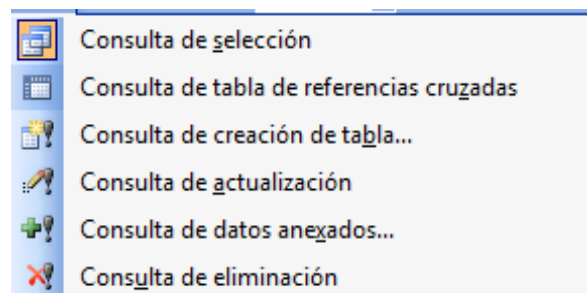 Consulta de selección
Consulta de tabla de referencias cruzadas
Consulta de creación de tabla...
Consulta de actualización
Consulta de datos anexados...
Consulta de eliminación